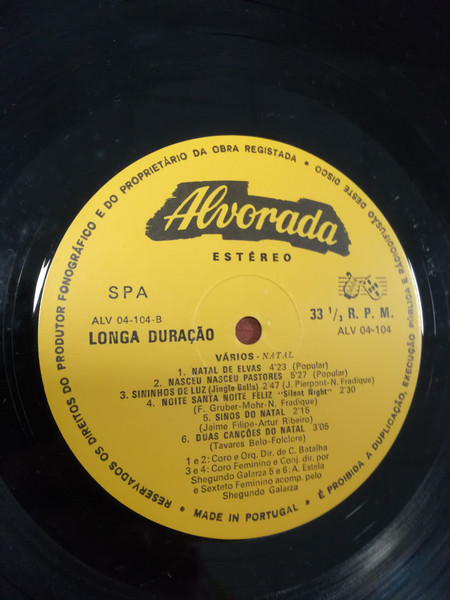 RESERVADOS OS DIREITOS DO PRODUTOR FONOGRÁFICO E DO PROPRIETÁRIO DA OBRA REGISTADA • É PROIBIDA A DUPLICAÇÃO, EXECUÇÃO PÚBLICA E RADIODIFUSÃO DESTE DISCO
Alvorada
ESTÉREO
SPA
ALV 04-104-B
LONGA DURAÇÃO
33 1/3 R. P. M.
ALV 04-104
VÁRIOS - NATAL
1. NATAL DE ELVAS 4'23 (Popular)
2. NASCEU NASCEU PASTORES 5'27 (Popular)
3. SININHOS DE LUZ (Jingle Bells) 2'47 (J. Pierpont-N. Fradique)
4. NOITE SANTA NOITE FELIZ "Silent Night" 2'30
(F. Gruber-Mohr-N. Fradique)
5. SINOS DO NATAL 2'15
(Jaime Filipe-Artur Ribeiro)
6. DUAS CANÇÕES DO NATAL 3'05
(Tavares Belo-Folclore)
1 e 2: Coro e Orq. Dir. de C. Batalha
3 e 4: Coro Feminino e Conj. dir. por
Shegundo Galarza 5 e 6: A. Estela
e Sexteto Feminino acomp. pelo
Shegundo Galarza
• MADE IN PORTUGAL •